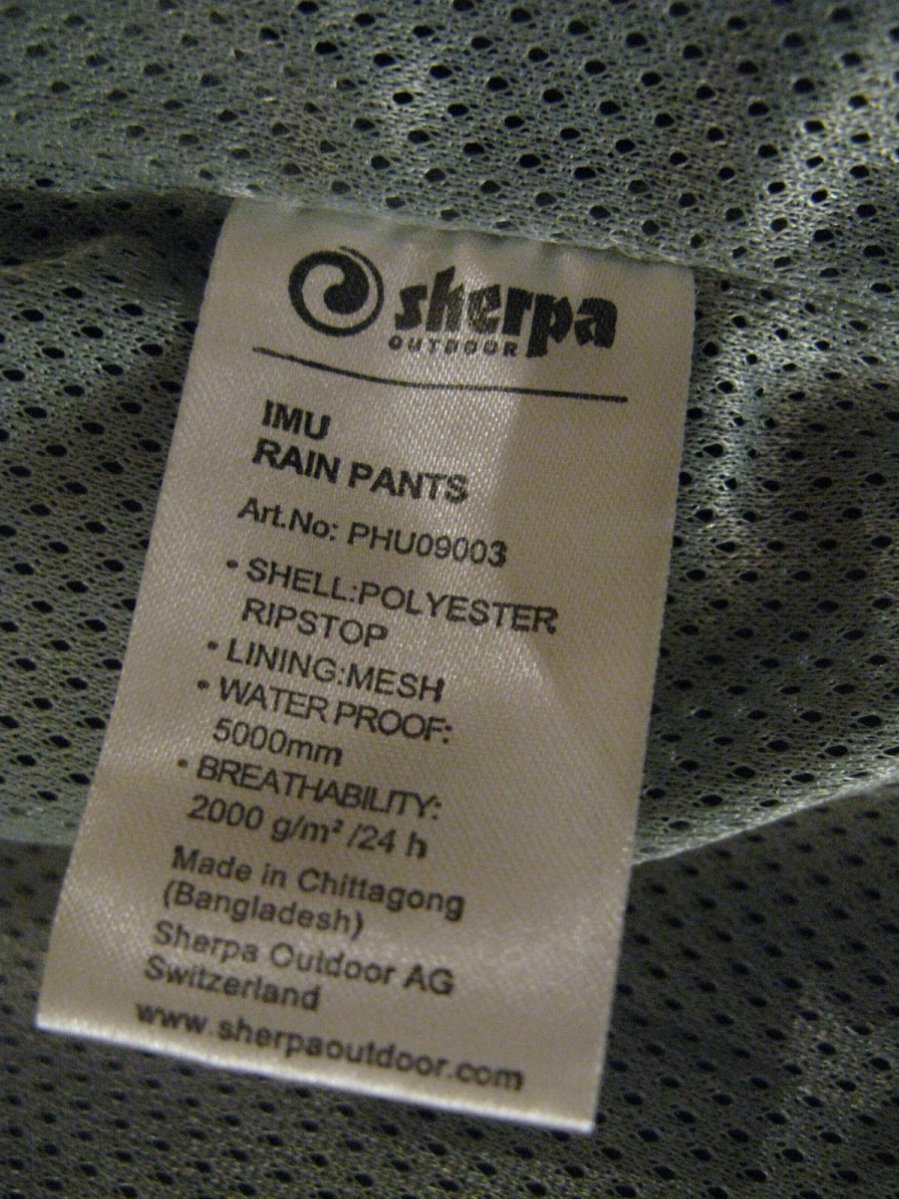 sherpa
OUTDOOR
IMU
RAIN PANTS
Art.No: PHU09003
• SHELL:POLYESTER
RIPSTOP
• LINING:MESH
• WATER PROOF:
5000mm
• BREATHABILITY:
2000 g/m² /24 h
Made in Chittagong
(Bangladesh)
Sherpa Outdoor AG
Switzerland
www.sherpaoutdoor.com